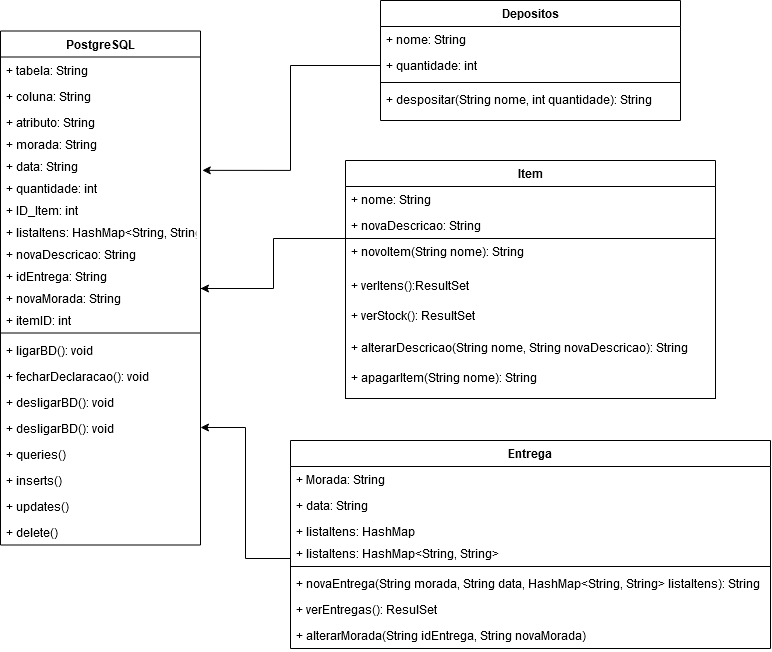 PostgreSQL
+ tabela: String
+ coluna: String
+ atributo: String
+ morada: String
+ data: String
+ quantidade: int
+ ID_Item: int
+ listaItens: HashMap<String, Strin
+ novaDescricao: String
+ idEntrega: String
+ novaMorada: String
+ itemID: int
+ ligarBD(): void
+ fecharDeclaracao(): void
+ desligarBD(): void
+ desligarBD(): void
+ queries()
+ inserts()
+ updates()
+ delete()
Depositos
+ nome: String
+ quantidade: int
+ despositar(String nome, int quantidade): String
Item
+ nome: String
+ novaDescricao: String
+ novoItem(String nome): String
+ verItens():ResultSet
+ verStock(): ResultSet
+ alterarDescricao(String nome, String novaDescricao): String
+ apagarItem(String nome): String
Entrega
+ Morada: String
+ data: String
+ listaItens: HashMap
+ listaItens: HashMap<String, String>
+ novaEntrega(String morada, String data, HashMap<String, String> listaItens): String
+ verEntregas(): ResulSet
+ alterarMorada(String idEntrega, String novaMorada)